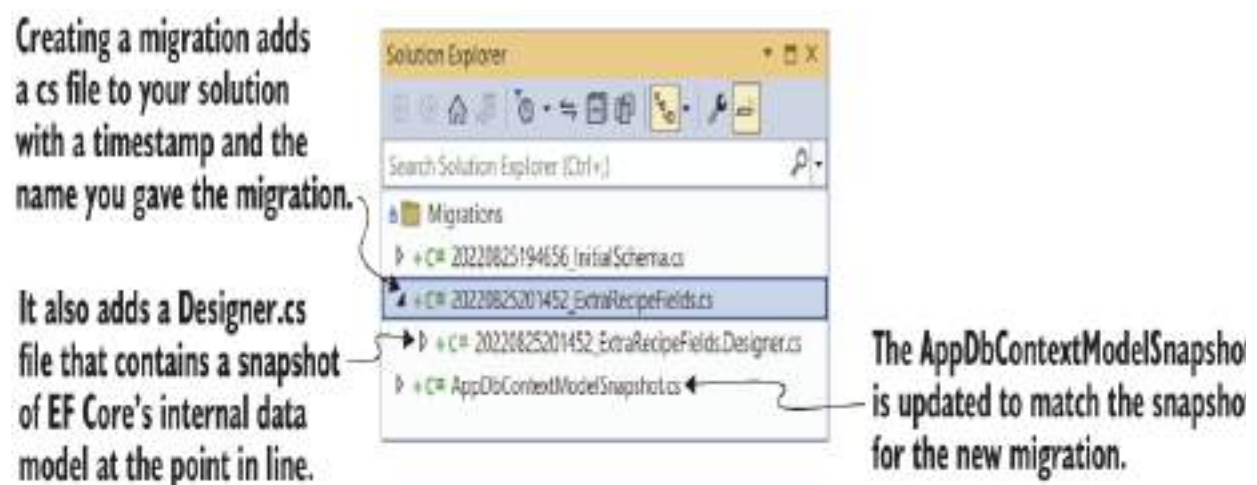 Creating a migration adds
a cs file to your solution
with a timestamp and the
name you gave the migration.
It also adds a Designer.cs
file that contains a snapshot
of EF Core's internal data
model at the point in line.
Solution Explorer
Search Solution Explorer (Ctrl+;)
Migrations
+ C# 20220825194656_InitialSchema.cs
+ C# 20220825201452_ExtraRecipeFields.cs
+ C# 20220825201452_ExtraRecipeFields.Designer.cs
+ C# AppDbContextModelSnapshot.cs
The AppDbContextModelSnapshot
is updated to match the snapshot
for the new migration.